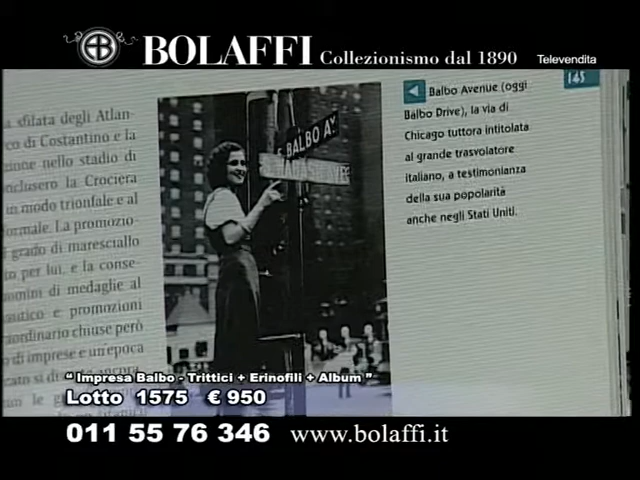 B
BOLAFFI Collezionismo dal 1890 Televendita
145
sfilata degli Atlan-
co di Costantino e la
nello stadio di
la Crociera
in modo trionfale e al
La promozio-
grado di maresciallo
per lui, e la conse-
di medaglie al
e promozioni
chiuse però
di imprese e un'epoca
Balbo Avenue (oggi
Balbo Drive), la via di
Chicago tuttora intitolata
al grande trasvolatore
italiano, a testimonianza
della sua popolarità
anche negli Stati Uniti.
E BALBO AV
" Impresa Balbo - Trittici + Erinofili + Album "
Lotto 1575 € 950
011 55 76 346 www.bolaffi.it